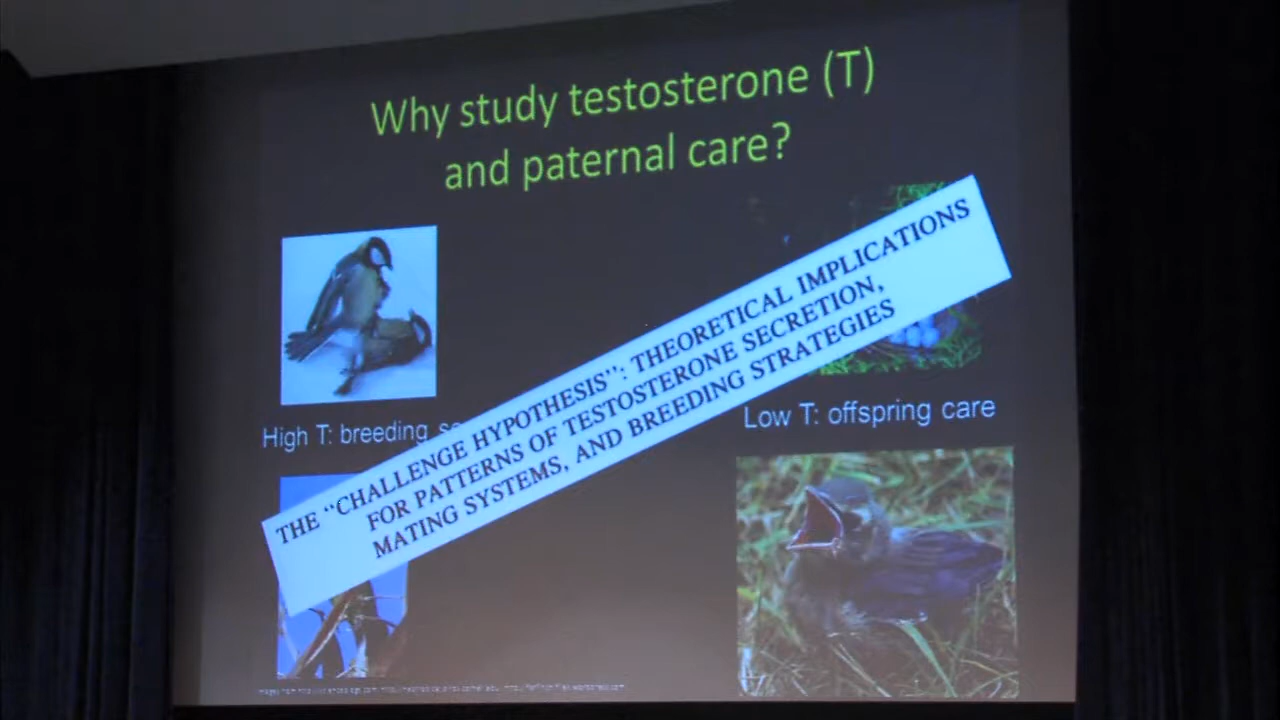 Why study testosterone (T)
and paternal care?
THE “CHALLENGE HYPOTHESIS”: THEORETICAL IMPLICATIONS
FOR PATTERNS OF TESTOSTERONE SECRETION,
MATING SYSTEMS, AND BREEDING STRATEGIES
High T: breeding
Low T: offspring care